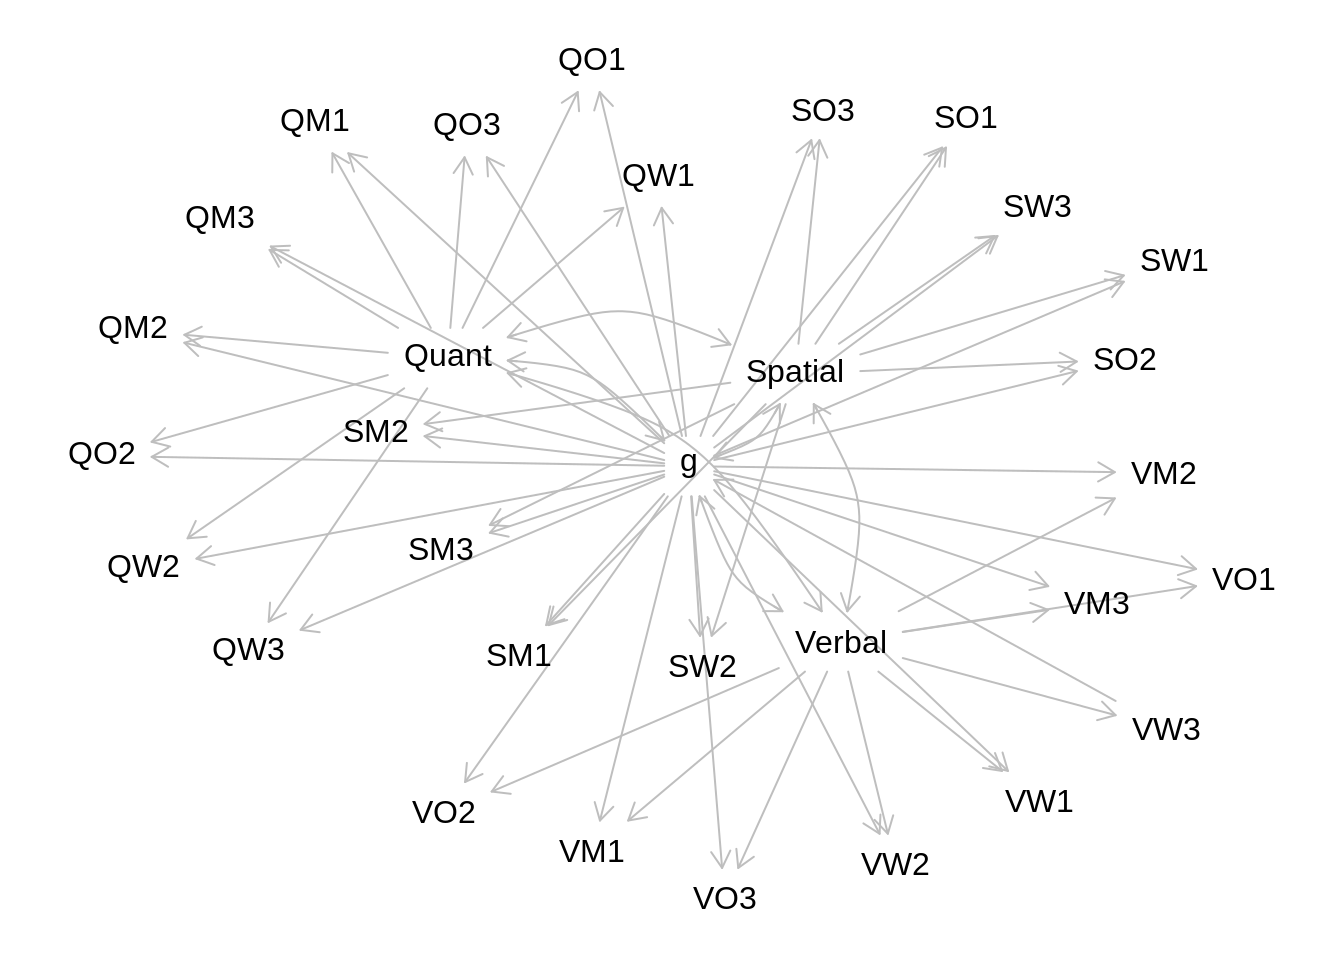 QO1
SO3
SO1
QM1
QO3
QW1
SW3
QM3
SW1
QM2
Quant
SO2
Spatial
SM2
QO2
g
VM2
SM3
QW2
VO1
VM3
Verbal
QW3
SM1
SW2
VW3
VW1
VO2
VM1
VW2
VO3